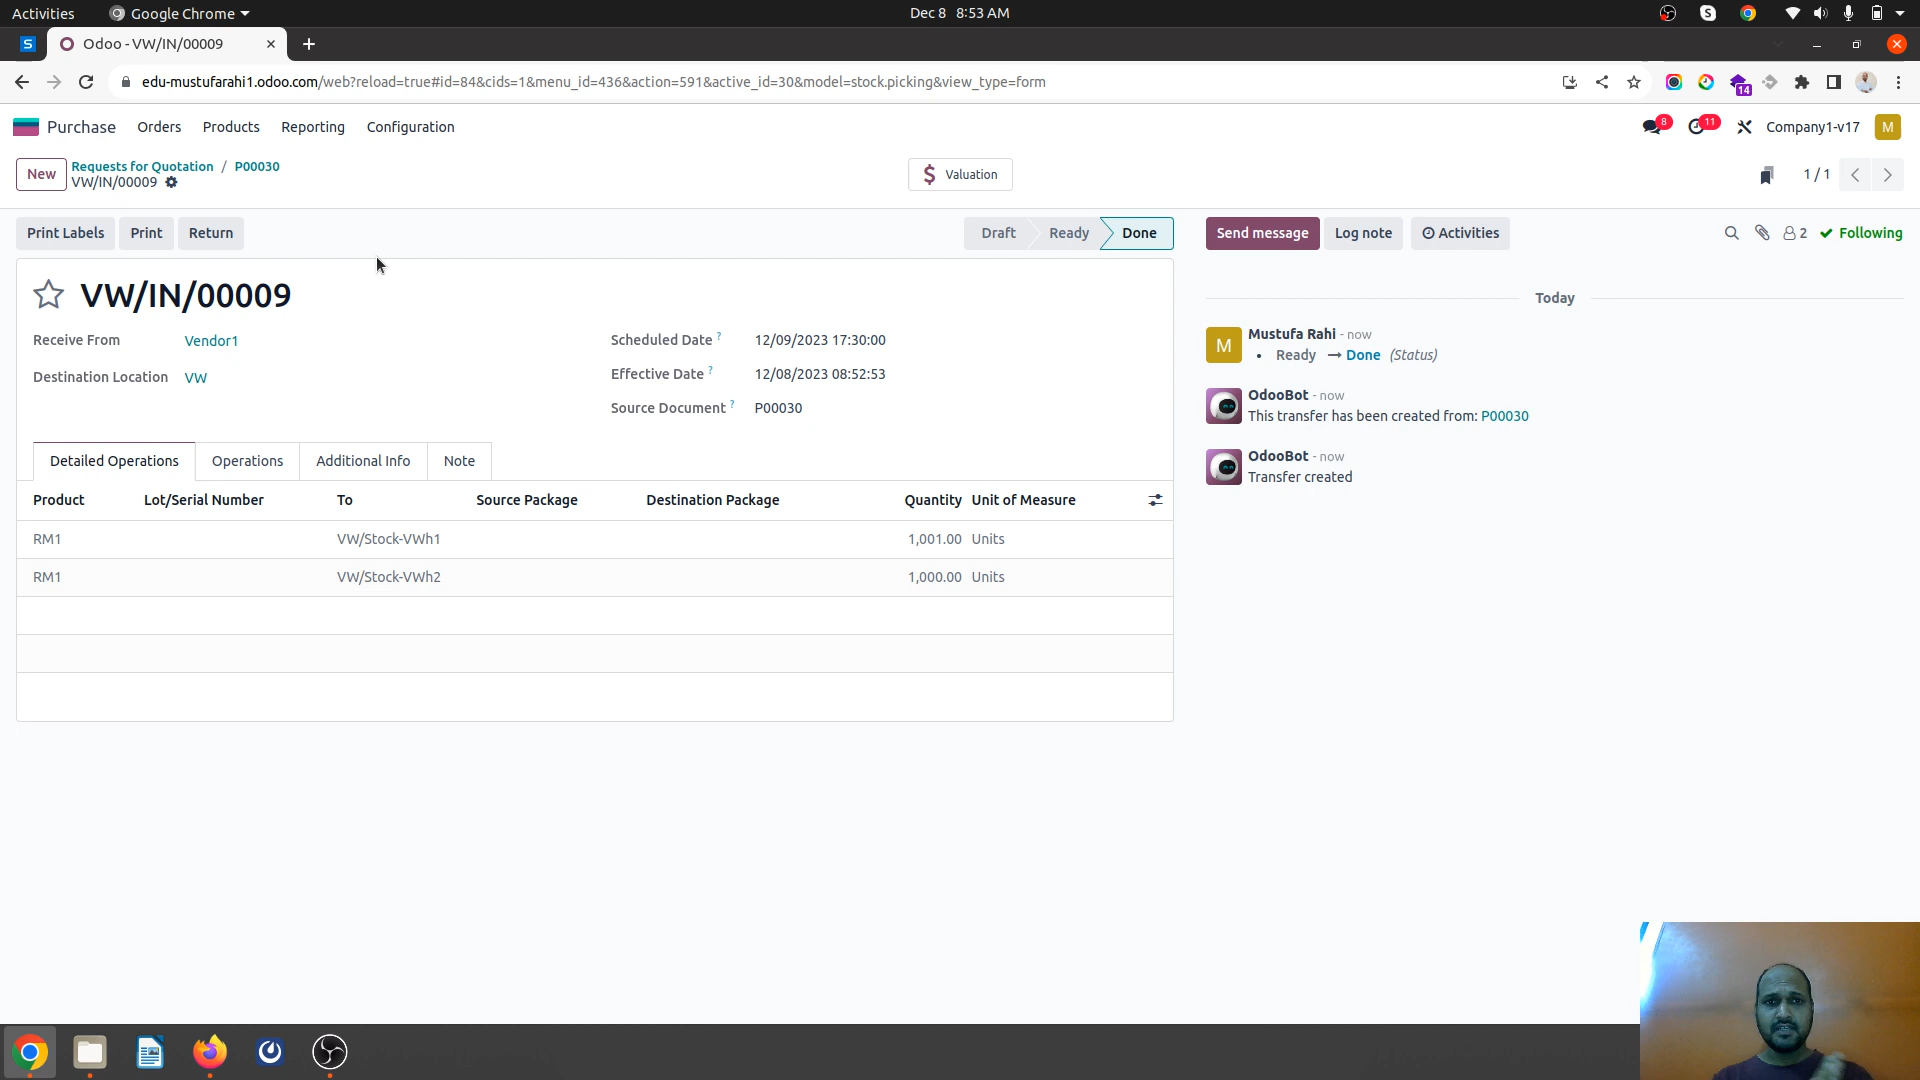 Activities Google Chrome Dec 8 8:53 AM
S Odoo - VW/IN/00009
edu-mustufarahi1.odoo.com/web?reload=true#id=84&cids=1&menu_id=436&action=591&active_id=30&model=stock.picking&view_type=form 14
Purchase Orders Products Reporting Configuration 8 11 Company1-v17 M
New Requests for Quotation / P00030
VW/IN/00009
$ Valuation
1 / 1
Print Labels Print Return Draft Ready Done Send message Log note Activities 2 Following
VW/IN/00009
Receive From Vendor1
Destination Location VW
Scheduled Date ? 12/09/2023 17:30:00
Effective Date ? 12/08/2023 08:52:53
Source Document ? P00030
Detailed Operations Operations Additional Info Note
Product Lot/Serial Number To Source Package Destination Package Quantity Unit of Measure
RM1 VW/Stock-VWh1 1,001.00 Units
RM1 VW/Stock-VWh2 1,000.00 Units
Today
M Mustufa Rahi - now
• Ready → Done (Status)
OdooBot - now
This transfer has been created from: P00030
OdooBot - now
Transfer created